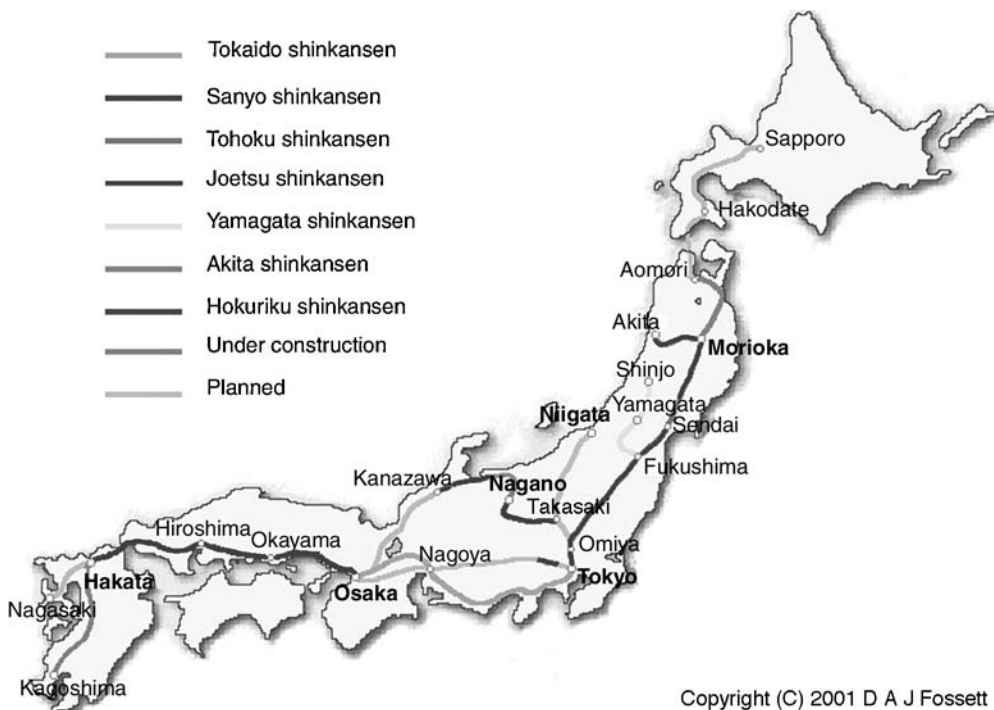 Tokaido shinkansen
Sanyo shinkansen
Tohoku shinkansen
Joetsu shinkansen
Yamagata shinkansen
Akita shinkansen
Hokuriku shinkansen
Under construction
Planned
Sapporo
Hakodate
Aomori
Akita
Morioka
Shinjo
Yamagata
Niigata
Sendai
Fukushima
Kanazawa
Nagano
Takasaki
Hiroshima
Okayama
Nagoya
Omiya
Tokyo
Hakata
Osaka
Nagasaki
Kagoshima
Copyright (C) 2001 D A J Fossett